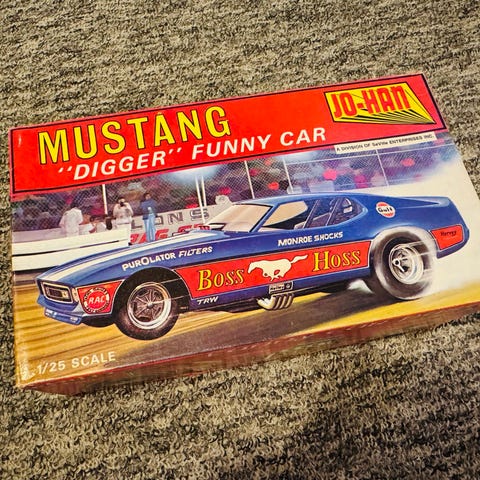 JO-HAN
MUSTANG
"DIGGER" FUNNY CAR
A DIVISION OF SeVille ENTERPRISES INC.
PUROLATOR FILTERS
MONROE SHOCKS
Gulf
BOSS HOSS
TRW
RAC
1/25 SCALE